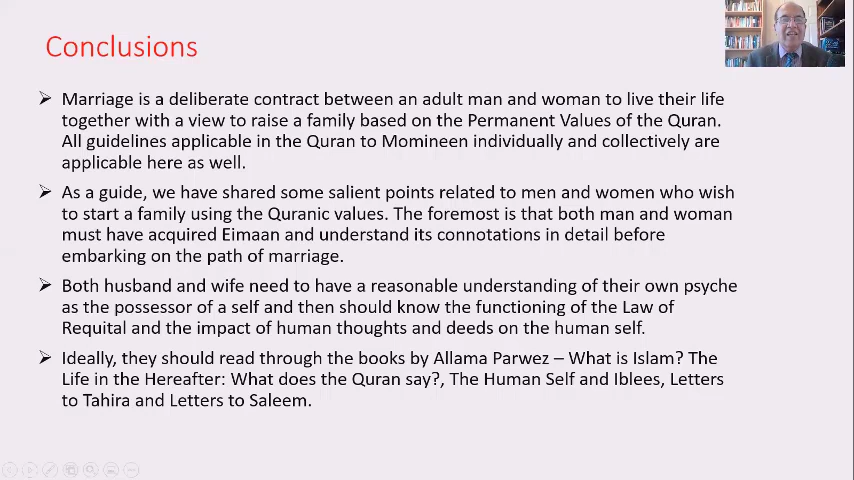 Conclusions
Marriage is a deliberate contract between an adult man and woman to live their life
together with a view to raise a family based on the Permanent Values of the Quran.
All guidelines applicable in the Quran to Momineen individually and collectively are
applicable here as well.
As a guide, we have shared some salient points related to men and women who wish
to start a family using the Quranic values. The foremost is that both man and woman
must have acquired Eimaan and understand its connotations in detail before
embarking on the path of marriage.
Both husband and wife need to have a reasonable understanding of their own psyche
as the possessor of a self and then should know the functioning of the Law of
Requital and the impact of human thoughts and deeds on the human self.
Ideally, they should read through the books by Allama Parwez – What is Islam? The
Life in the Hereafter: What does the Quran say?, The Human Self and Iblees, Letters
to Tahira and Letters to Saleem.